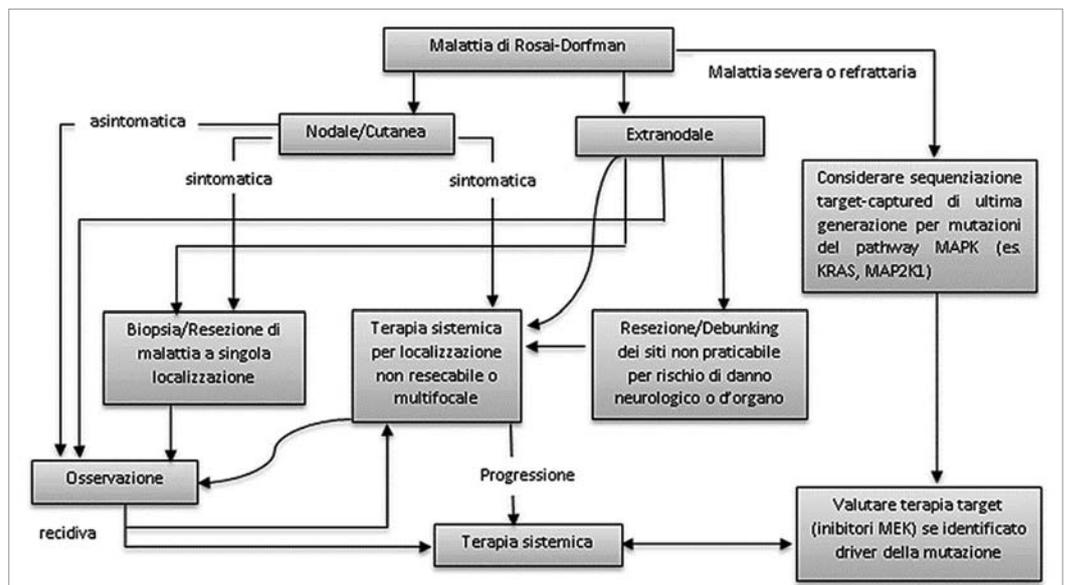 Malattia di Rosai-Dorfman
Malattia severa o refrattaria
asintomatica
Nodale/Cutanea
Extranodale
sintomatica
sintomatica
Considerare sequenziazione
target-captured di ultima
generazione per mutazioni
del pathway MAPK (es.
KRAS, MAP2K1)
Biopsia/Resezione di
malattia a singola
localizzazione
Terapia sistemica
per localizzazione
non resecabile o
multifocale
Resezione/Debunking
dei siti non praticabile
per rischio di danno
neurologico o d'organo
Osservazione
Progressione
recidiva
Terapia sistemica
Valutare terapia target
(inibitori MEK) se identificato
driver della mutazione